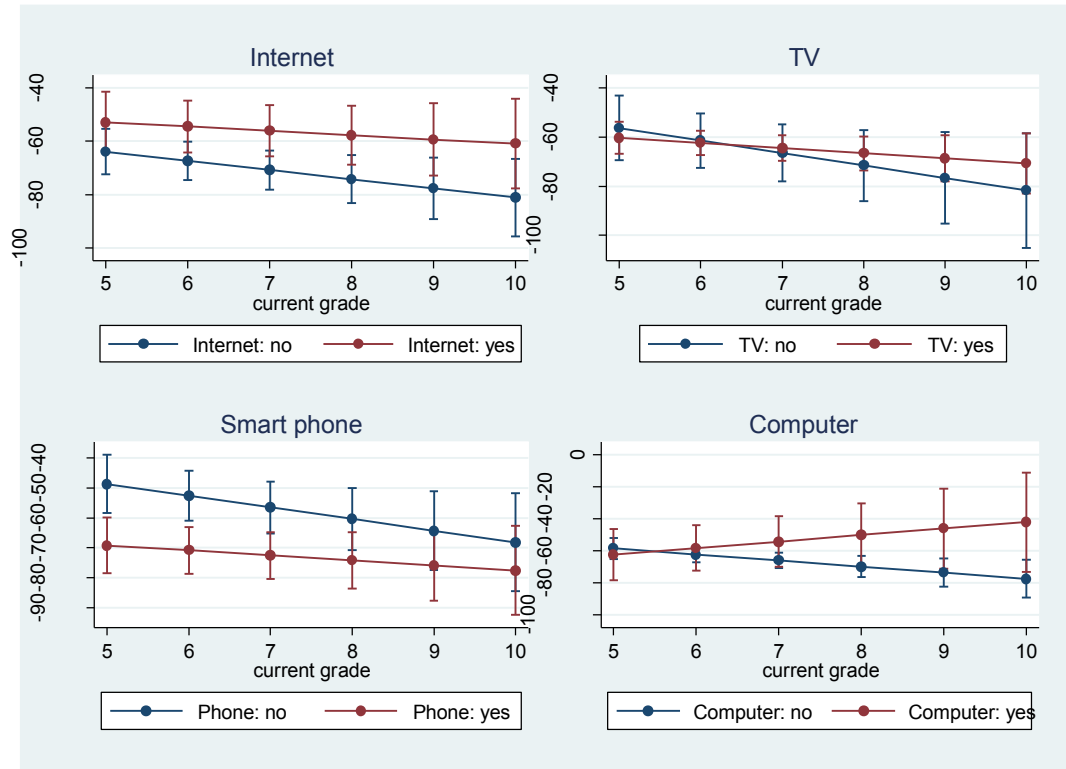 Internet
-40
-60
-80
-100
5 6 7 8 9 10
current grade
Internet: no Internet: yes
TV
-40
-60
-80
-100
5 6 7 8 9 10
current grade
TV: no TV: yes
Smart phone
-40
-50
-60
-70
-80
-90
5 6 7 8 9 10
current grade
Phone: no Phone: yes
Computer
0
-20
-40
-60
-80
-100
5 6 7 8 9 10
current grade
Computer: no Computer: yes